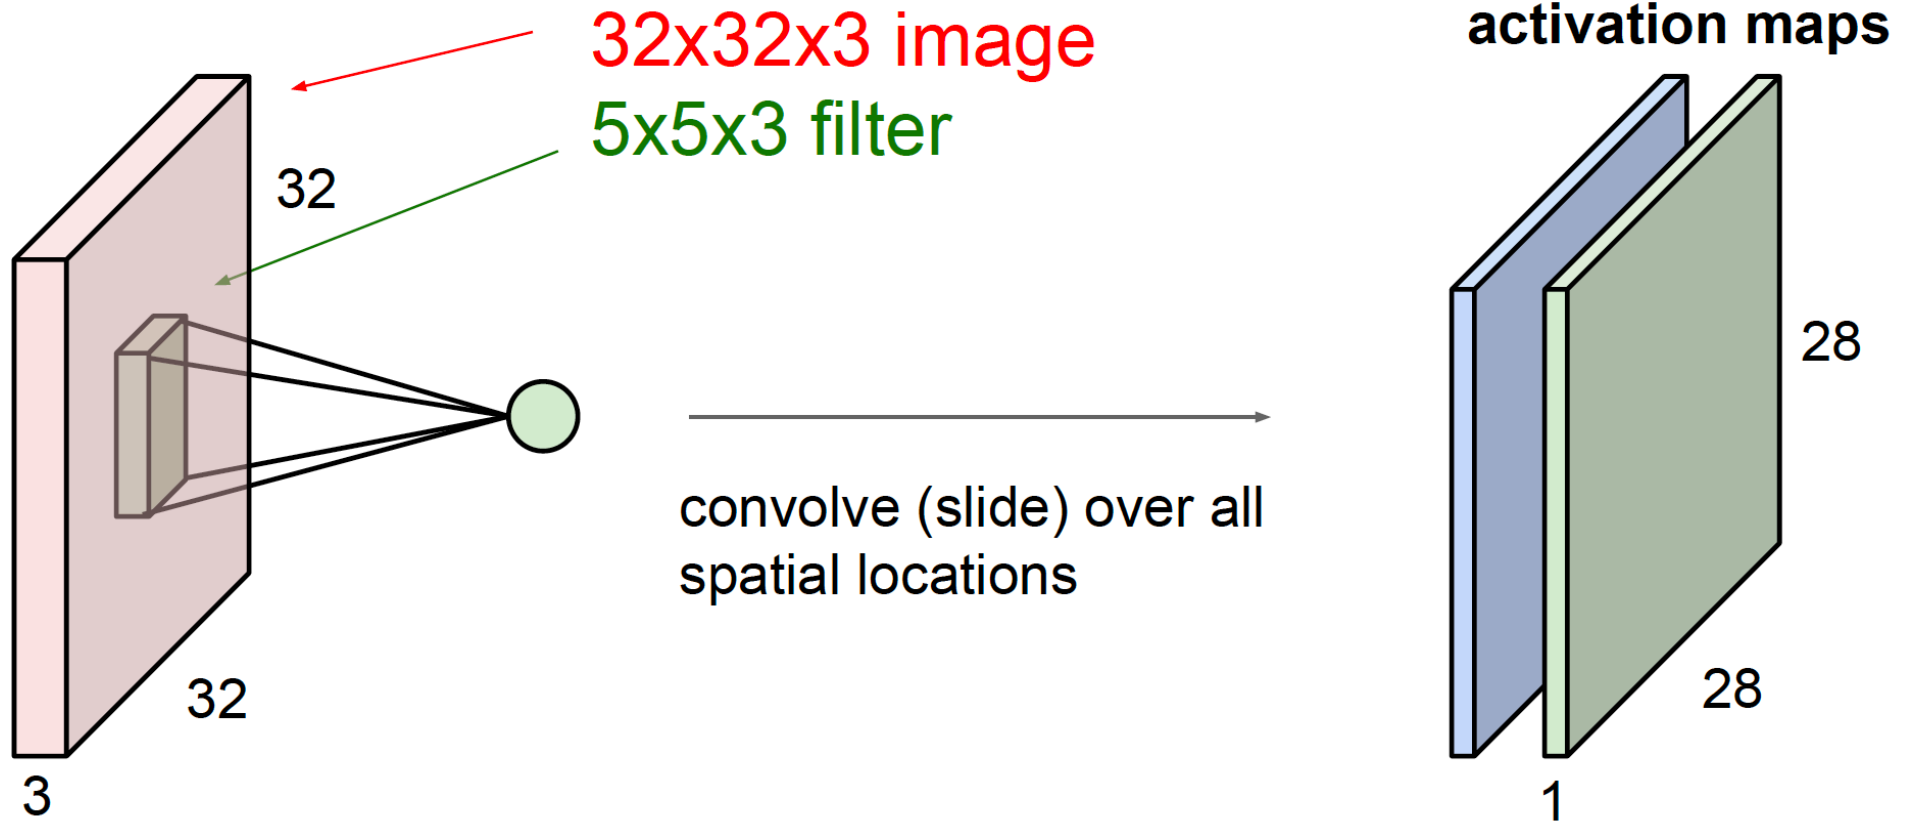 32x32x3 image
5x5x3 filter
32
32
3
convolve (slide) over all
spatial locations
activation maps
28
28
1